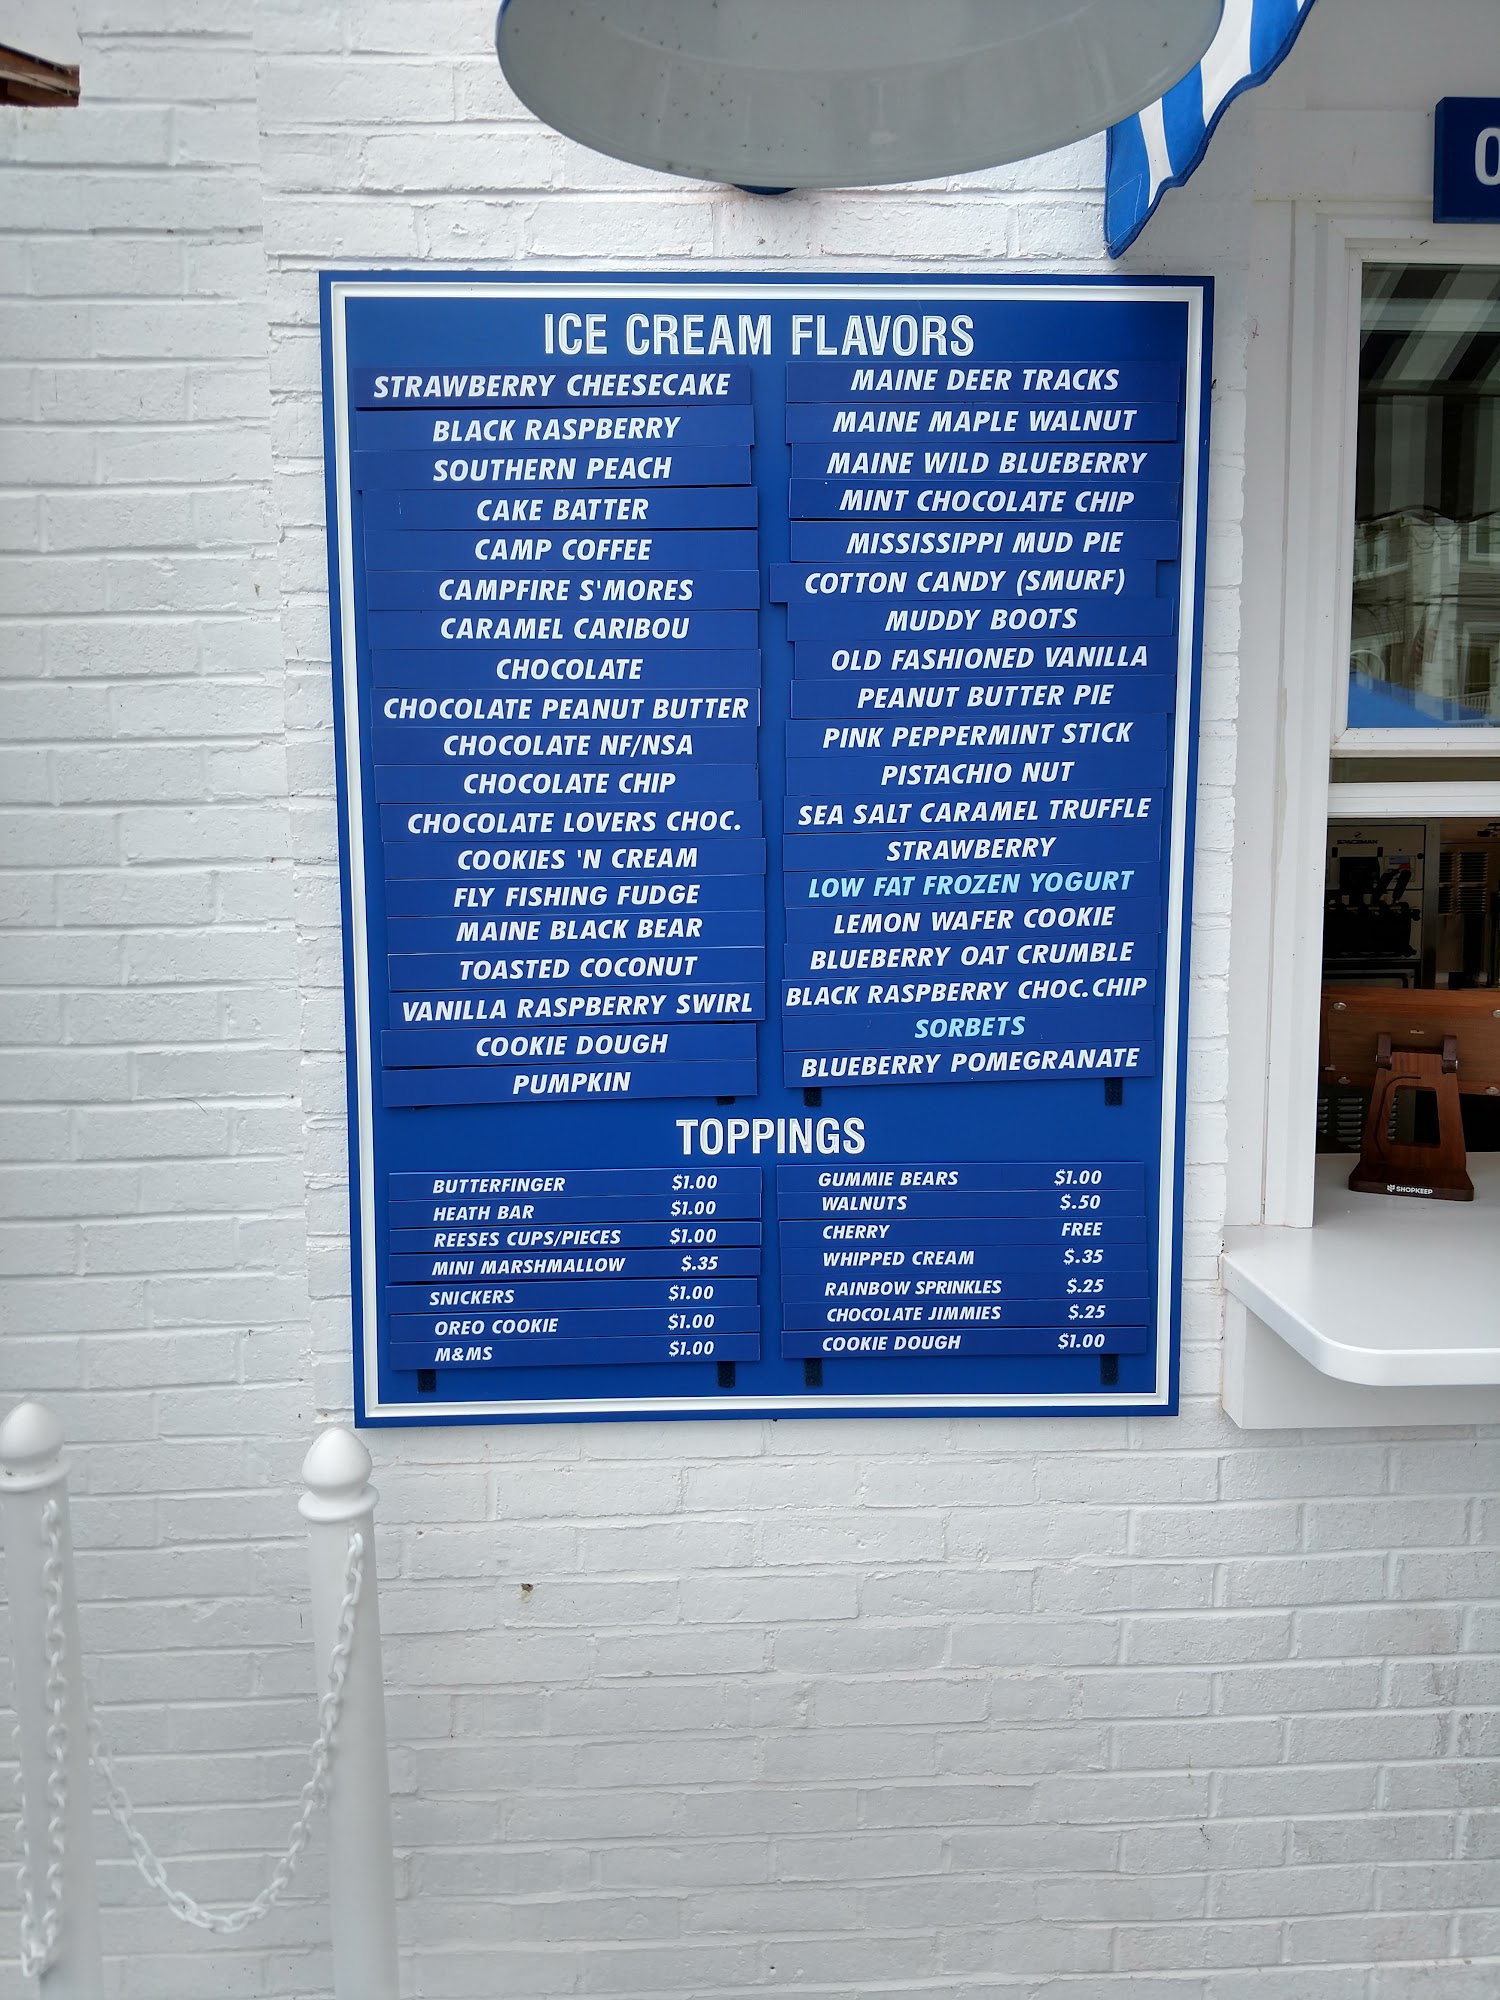 ICE CREAM FLAVORS
STRAWBERRY CHEESECAKE
BLACK RASPBERRY
SOUTHERN PEACH
CAKE BATTER
CAMP COFFEE
CAMPFIRE S'MORES
CARAMEL CARIBOU
CHOCOLATE
CHOCOLATE PEANUT BUTTER
CHOCOLATE NF/NSA
CHOCOLATE CHIP
CHOCOLATE LOVERS CHOC.
COOKIES 'N CREAM
FLY FISHING FUDGE
MAINE BLACK BEAR
TOASTED COCONUT
VANILLA RASPBERRY SWIRL
COOKIE DOUGH
PUMPKIN
MAINE DEER TRACKS
MAINE MAPLE WALNUT
MAINE WILD BLUEBERRY
MINT CHOCOLATE CHIP
MISSISSIPPI MUD PIE
COTTON CANDY (SMURF)
MUDDY BOOTS
OLD FASHIONED VANILLA
PEANUT BUTTER PIE
PINK PEPPERMINT STICK
PISTACHIO NUT
SEA SALT CARAMEL TRUFFLE
STRAWBERRY
LOW FAT FROZEN YOGURT
LEMON WAFER COOKIE
BLUEBERRY OAT CRUMBLE
BLACK RASPBERRY CHOC.CHIP
SORBETS
BLUEBERRY POMEGRANATE
TOPPINGS
BUTTERFINGER $1.00
HEATH BAR $1.00
REESES CUPS/PIECES $1.00
MINI MARSHMALLOW $.35
SNICKERS $1.00
OREO COOKIE $1.00
M&MS $1.00
GUMMIE BEARS $1.00
WALNUTS $.50
CHERRY FREE
WHIPPED CREAM $.35
RAINBOW SPRINKLES $.25
CHOCOLATE JIMMIES $.25
COOKIE DOUGH $1.00
SPACEMAN
SHOPKEEP